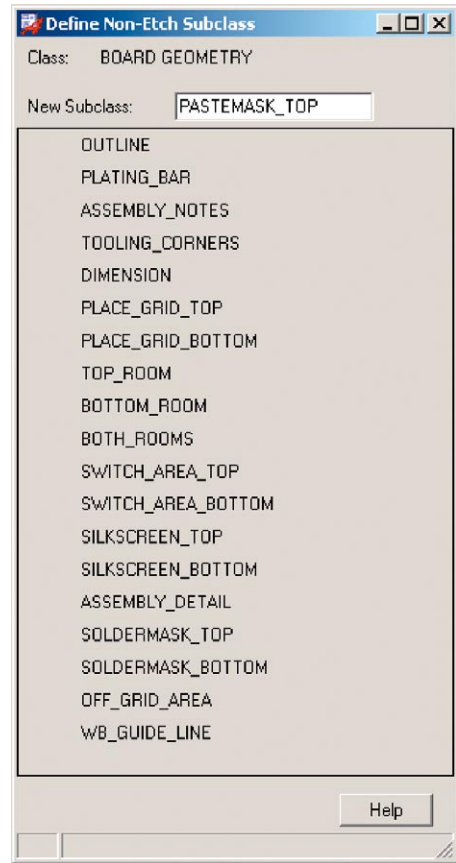 Define Non-Etch Subclass
Class: BOARD GEOMETRY
New Subclass: PASTEMASK_TOP
OUTLINE
PLATING_BAR
ASSEMBLY_NOTES
TOOLING_CORNERS
DIMENSION
PLACE_GRID_TOP
PLACE_GRID_BOTTOM
TOP_ROOM
BOTTOM_ROOM
BOTH_ROOMS
SWITCH_AREA_TOP
SWITCH_AREA_BOTTOM
SILKSCREEN_TOP
SILKSCREEN_BOTTOM
ASSEMBLY_DETAIL
SOLDERMASK_TOP
SOLDERMASK_BOTTOM
OFF_GRID_AREA
WB_GUIDE_LINE
Help